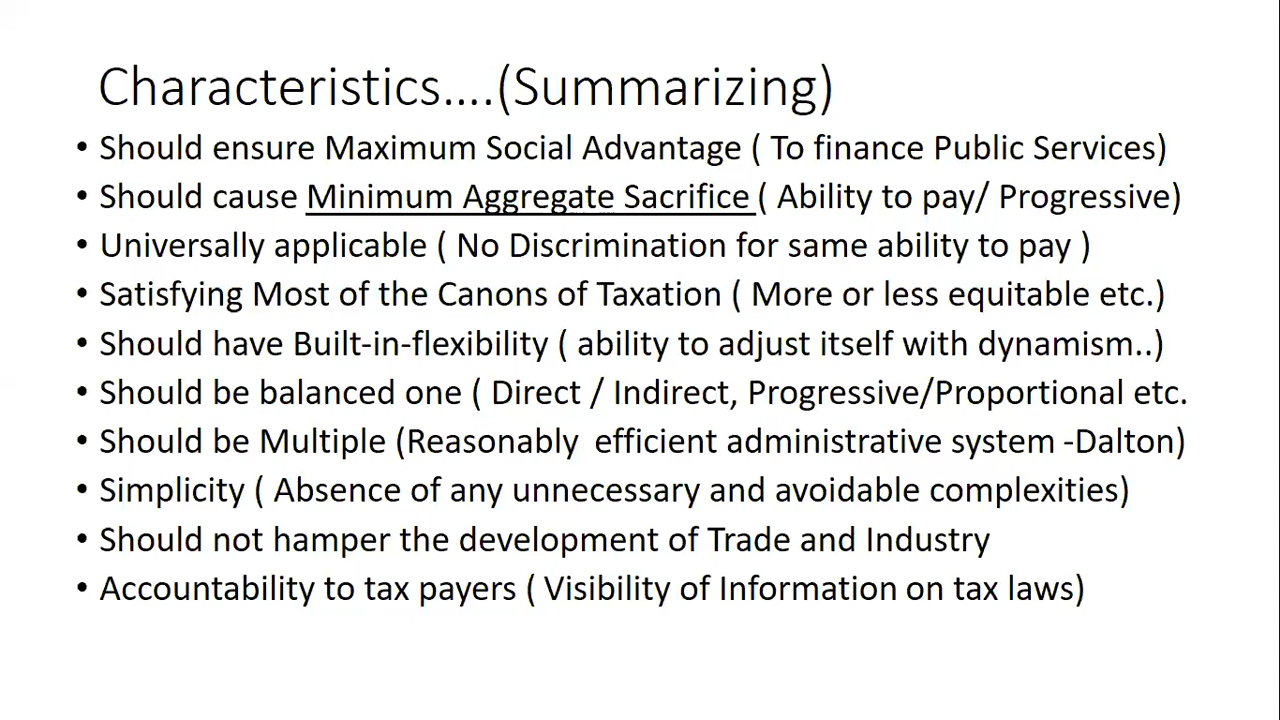 Characteristics....(Summarizing)
• Should ensure Maximum Social Advantage ( To finance Public Services)
• Should cause Minimum Aggregate Sacrifice ( Ability to pay/ Progressive)
• Universally applicable ( No Discrimination for same ability to pay )
• Satisfying Most of the Canons of Taxation ( More or less equitable etc.)
• Should have Built-in-flexibility ( ability to adjust itself with dynamism..)
• Should be balanced one ( Direct / Indirect, Progressive/Proportional etc.
• Should be Multiple (Reasonably  efficient administrative system -Dalton)
• Simplicity ( Absence of any unnecessary and avoidable complexities)
• Should not hamper the development of Trade and Industry
• Accountability to tax payers ( Visibility of Information on tax laws)